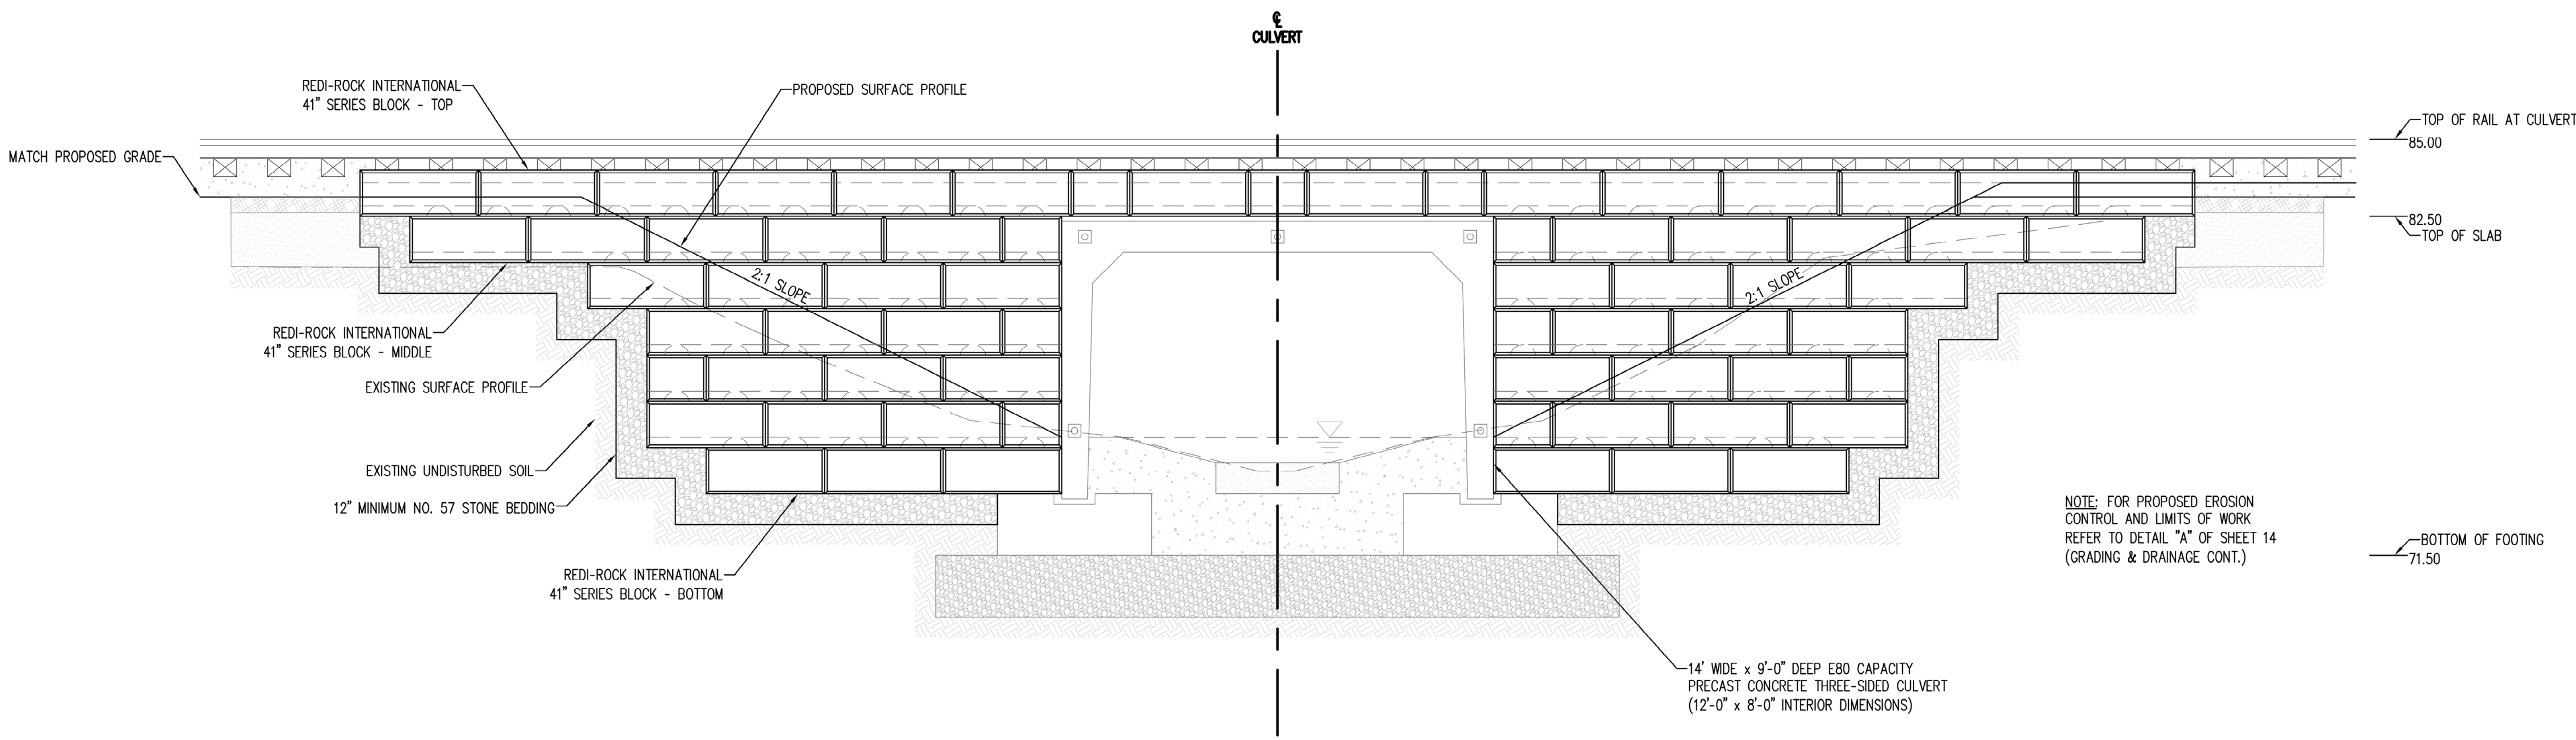 ℄
CULVERT
REDI-ROCK INTERNATIONAL
41" SERIES BLOCK - TOP
PROPOSED SURFACE PROFILE
TOP OF RAIL AT CULVERT
85.00
MATCH PROPOSED GRADE
82.50
TOP OF SLAB
2:1 SLOPE
2:1 SLOPE
REDI-ROCK INTERNATIONAL
41" SERIES BLOCK - MIDDLE
EXISTING SURFACE PROFILE
EXISTING UNDISTURBED SOIL
12" MINIMUM NO. 57 STONE BEDDING
NOTE: FOR PROPOSED EROSION
CONTROL AND LIMITS OF WORK
REFER TO DETAIL "A" OF SHEET 14
(GRADING & DRAINAGE CONT.)
BOTTOM OF FOOTING
71.50
REDI-ROCK INTERNATIONAL
41" SERIES BLOCK - BOTTOM
14' WIDE x 9'-0" DEEP E80 CAPACITY
PRECAST CONCRETE THREE-SIDED CULVERT
(12'-0" x 8'-0" INTERIOR DIMENSIONS)